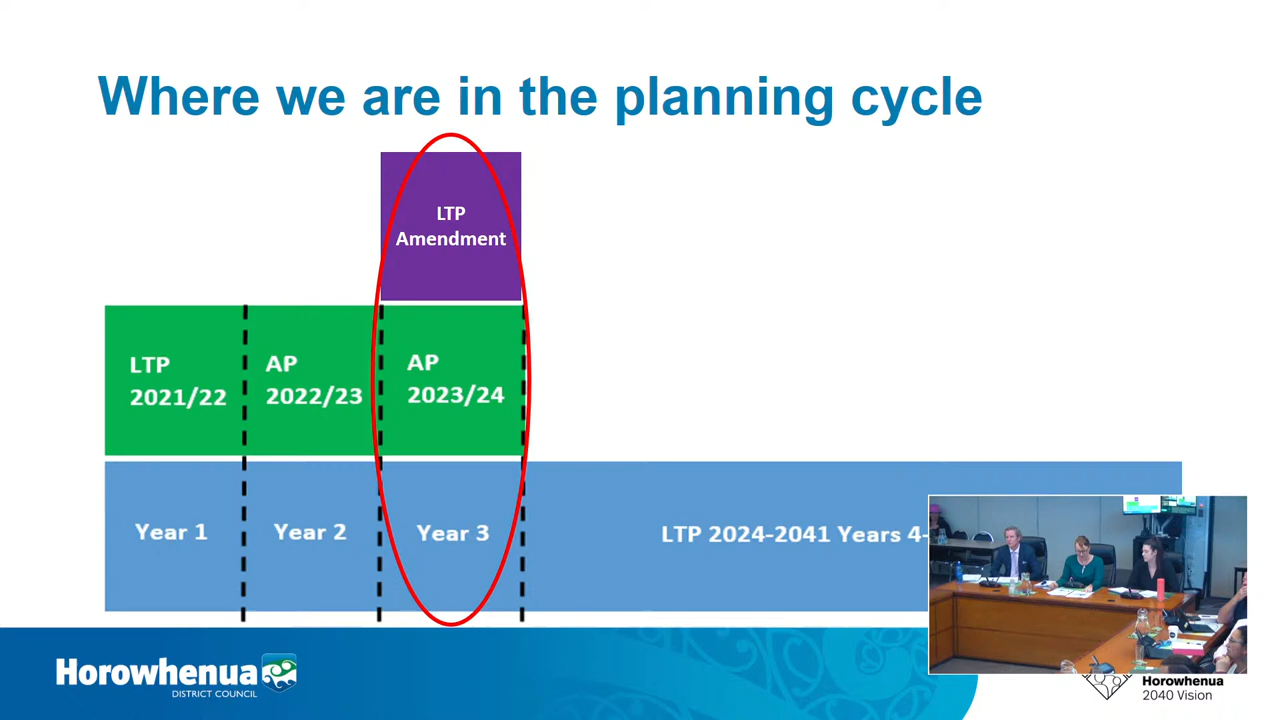 Where we are in the planning cycle
LTP
Amendment
LTP
2021/22
AP
2022/23
AP
2023/24
Year 1
Year 2
Year 3
LTP 2024-2041 Years 4-
Horowhenua
DISTRICT COUNCIL
Horowhenua
2040 Vision